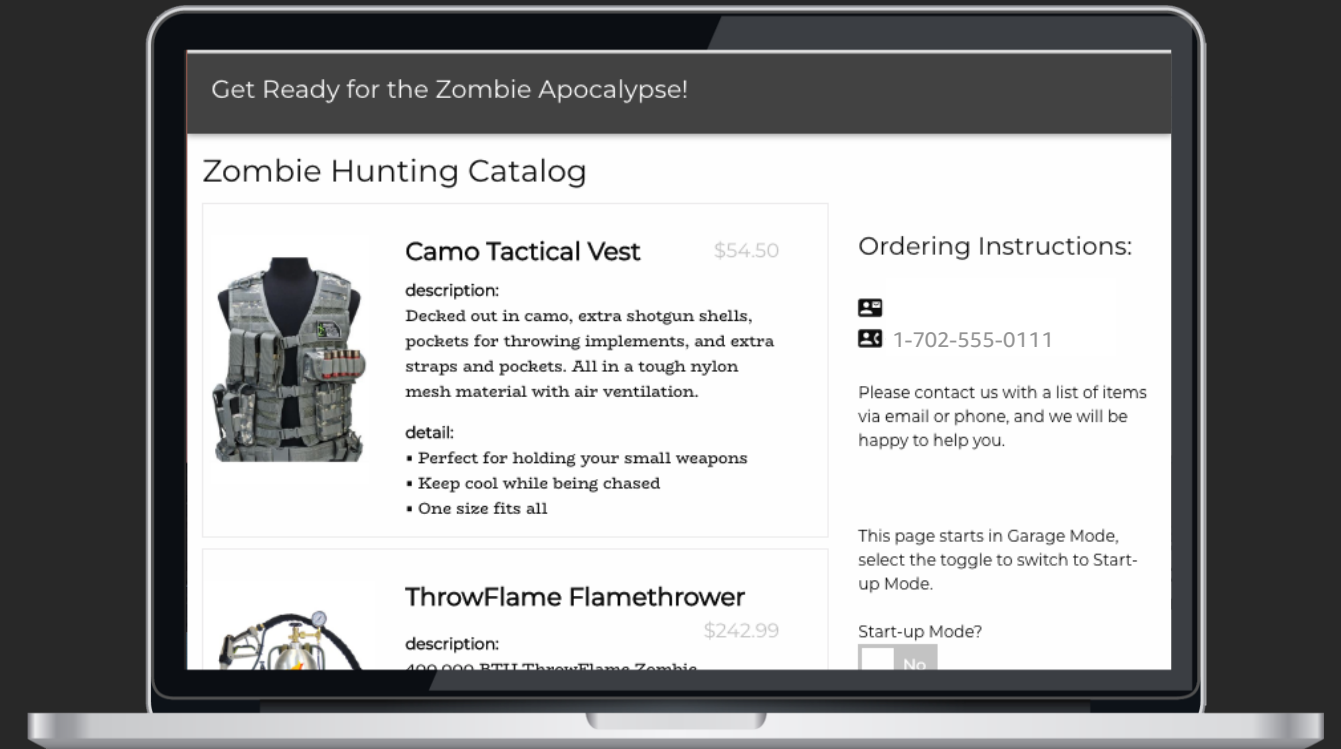 Get Ready for the Zombie Apocalypse!
Zombie Hunting Catalog
Camo Tactical Vest
$54.50
description:
Decked out in camo, extra shotgun shells,
pockets for throwing implements, and extra
straps and pockets. All in a tough nylon
mesh material with air ventilation.
detail:
▪ Perfect for holding your small weapons
▪ Keep cool while being chased
▪ One size fits all
ThrowFlame Flamethrower
$242.99
description:
400,000 BTU ThrowFlame Zombie
Ordering Instructions:
1-702-555-0111
Please contact us with a list of items
via email or phone, and we will be
happy to help you.
This page starts in Garage Mode,
select the toggle to switch to Start-
up Mode.
Start-up Mode?
No